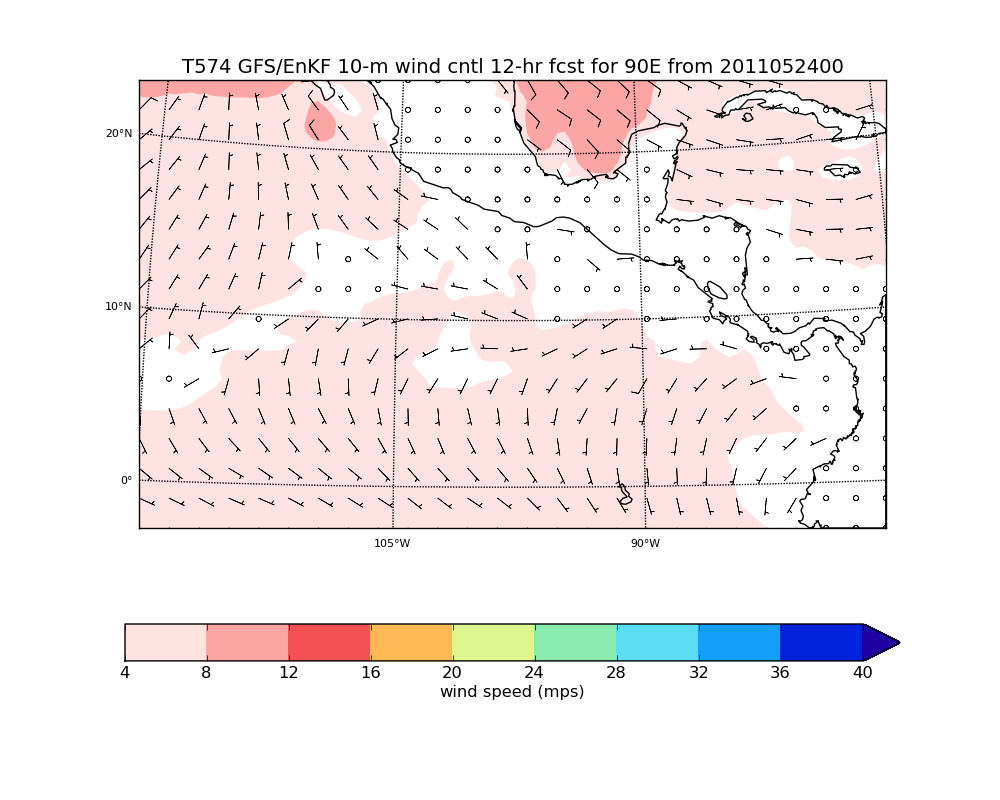 T574 GFS/EnKF 10-m wind cntl 12-hr fcst for 90E from 2011052400
20°N
10°N
0°
105°W 90°W
4 8 12 16 20 24 28 32 36 40
wind speed (mps)